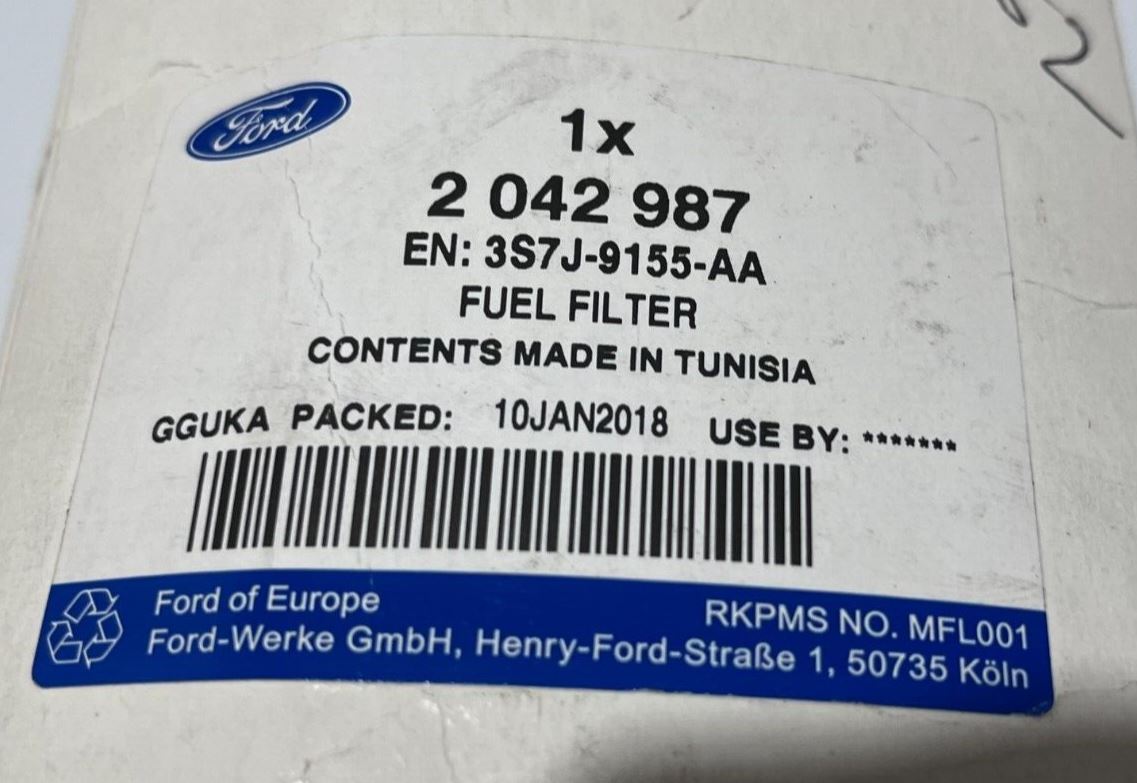 Ford
1x
2 042 987
EN: 3S7J-9155-AA
FUEL FILTER
CONTENTS MADE IN TUNISIA
GGUKA PACKED: 10JAN2018 USE BY: *******
Ford of Europe RKPMS NO. MFL001
Ford-Werke GmbH, Henry-Ford-Straße 1, 50735 Köln